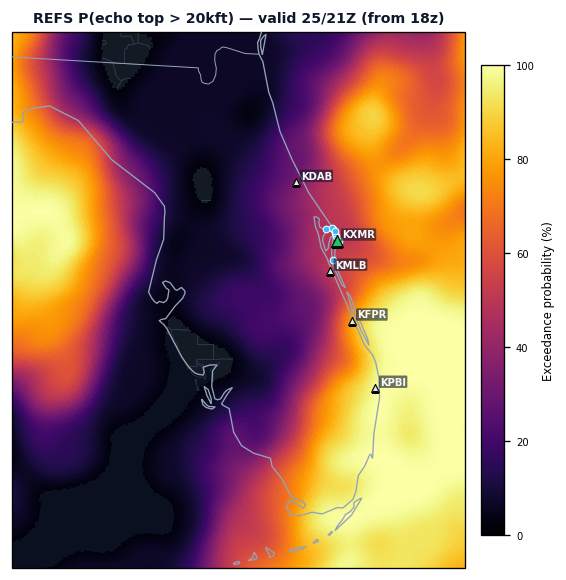 REFS P(echo top > 20kft) — valid 25/21Z (from 18z)
KDAB
KXMR
KMLB
KFPR
KPBI
100
80
60
40
20
0
Exceedance probability (%)